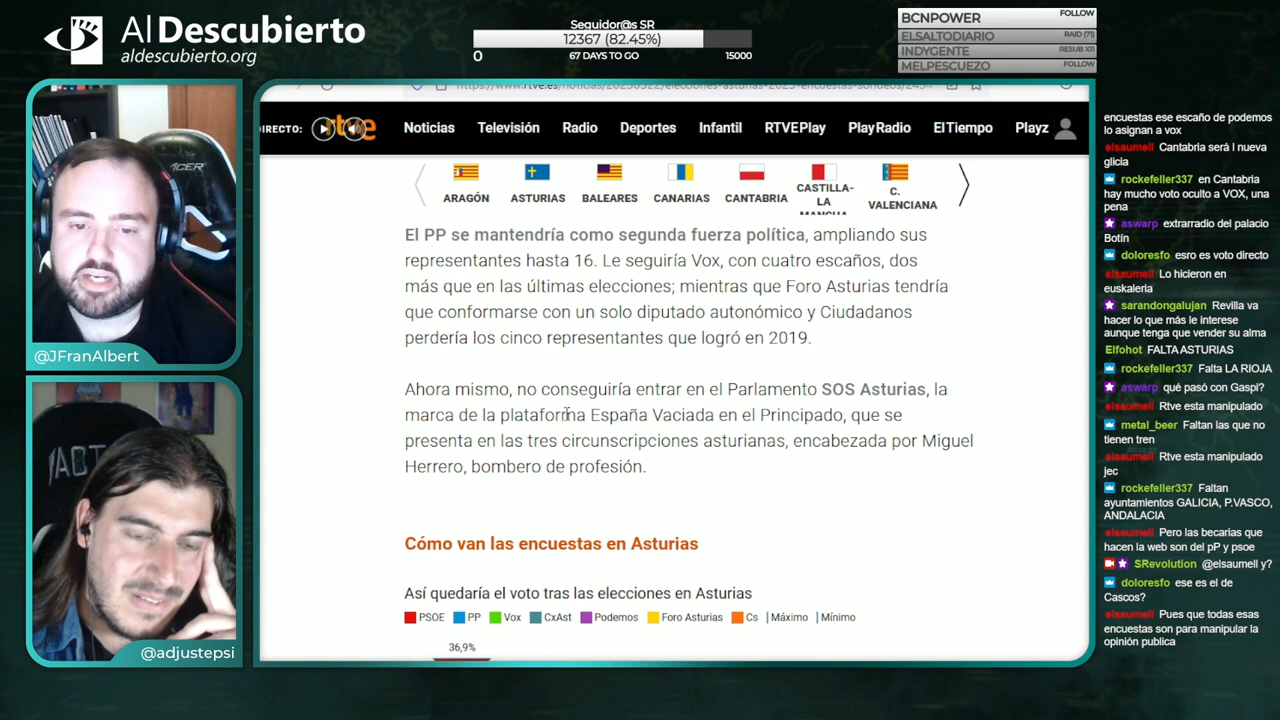 Al Descubierto
aldescubierto.org
Seguidor@s SR
12367 (82.45%)
0
67 DAYS TO GO
15000
BCNPOWER FOLLOW
ELSALTODIARIO RAID (71)
INDYGENTE RESUB X11
MELPESCUEZO FOLLOW
ACER
@JFranAlbert
@adjustepsi
DIRECTO:
rtve
Noticias Televisión Radio Deportes Infantil RTVEPlay PlayRadio ElTiempo Playz
ARAGÓN
ASTURIAS
BALEARES
CANARIAS
CANTABRIA
CASTILLA-
LA
MANCHA
C.
VALENCIANA
El PP se mantendría como segunda fuerza política, ampliando sus
representantes hasta 16. Le seguiría Vox, con cuatro escaños, dos
más que en las últimas elecciones; mientras que Foro Asturias tendría
que conformarse con un solo diputado autonómico y Ciudadanos
perdería los cinco representantes que logró en 2019.
Ahora mismo, no conseguiría entrar en el Parlamento SOS Asturias, la
marca de la plataforma España Vaciada en el Principado, que se
presenta en las tres circunscripciones asturianas, encabezada por Miguel
Herrero, bombero de profesión.
Cómo van las encuestas en Asturias
Así quedaría el voto tras las elecciones en Asturias
PSOE PP Vox CxAst Podemos Foro Asturias Cs Máximo Mínimo
36,9%
encuestas ese escaño de podemos
lo asignan a vox
elsaumell Cantabria será l nueva
glicia
rockefeller337 en Cantabria
hay mucho voto oculto a VOX, una
pena
aswarp extrarradio del palacio
Botín
doloresfo esro es voto directo
elsaumell Lo hicieron en
euskaleria
sarandongalujan Revilla va
hacer lo que más le interese
aunque tenga que vender su alma
Elfohot FALTA ASTURIAS
rockefeller337 Falta LA RIOJA
aswarp qué pasó con Gaspi?
elsaumell Rtve esta manipulado
metal_beer Faltan las que no
tienen tren
elsaumell Rtve esta manipulado
jec
rockefeller337 Faltan
ayuntamientos GALICIA, P.VASCO,
ANDALACIA
elsaumell Pero las becarias que
hacen la web son del pP y psoe
SRevolution @elsaumell y?
doloresfo ese es el de
Cascos?
elsaumell Pues que todas esas
encuestas son para manipular la
opinión publica